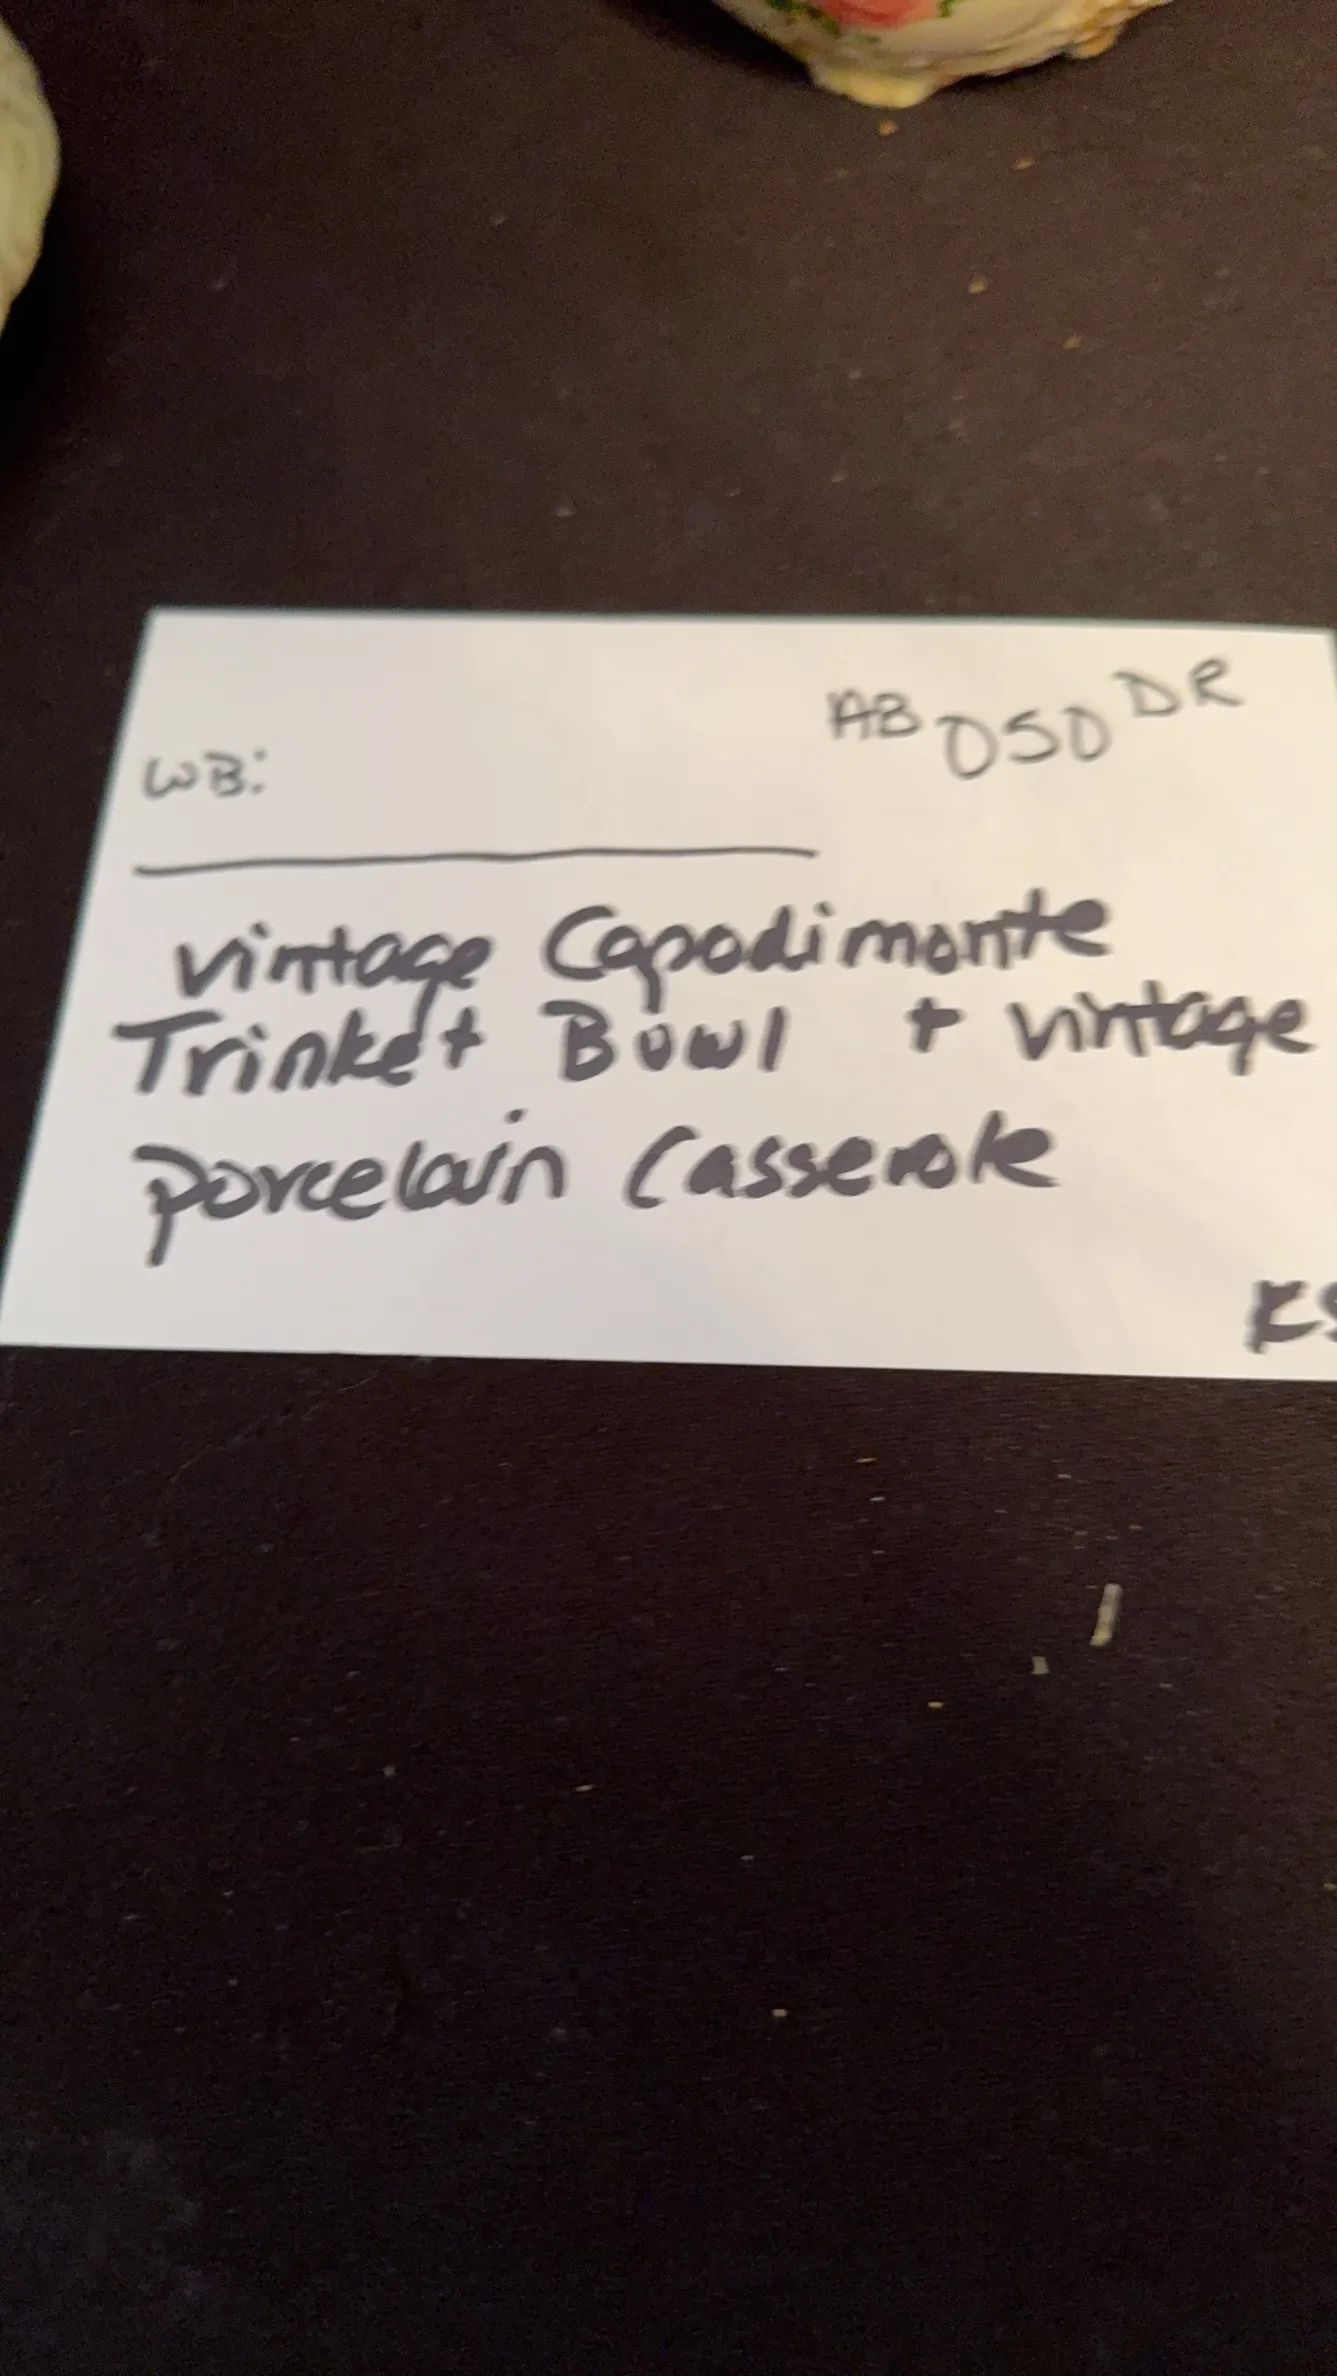 AB 050 DR
WB:
vintage Capodimonte
Trinket Bowl + vintage
porcelain Casserole